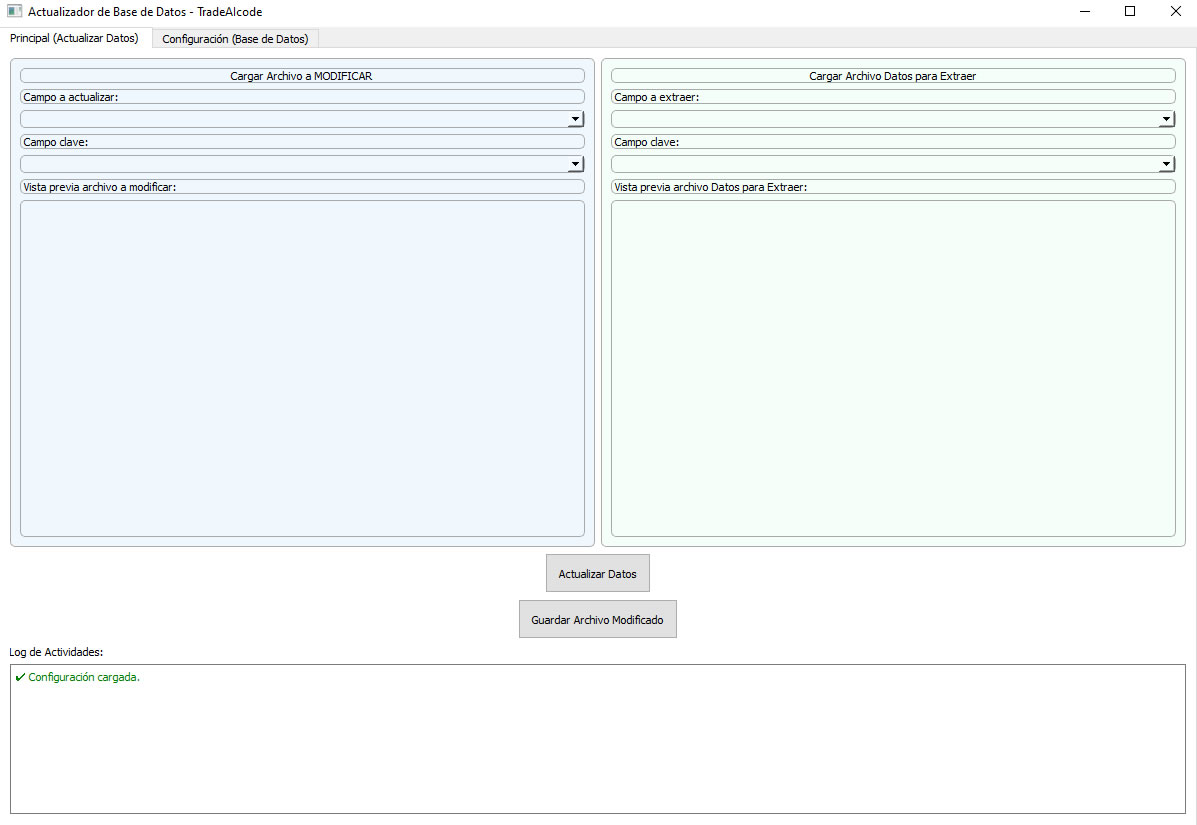 Actualizador de Base de Datos - TradeAIcode
Principal (Actualizar Datos)
Configuración (Base de Datos)
Cargar Archivo a MODIFICAR
Campo a actualizar:
Campo clave:
Vista previa archivo a modificar:
Cargar Archivo Datos para Extraer
Campo a extraer:
Campo clave:
Vista previa archivo Datos para Extraer:
Actualizar Datos
Guardar Archivo Modificado
Log de Actividades:
✔ Configuración cargada.